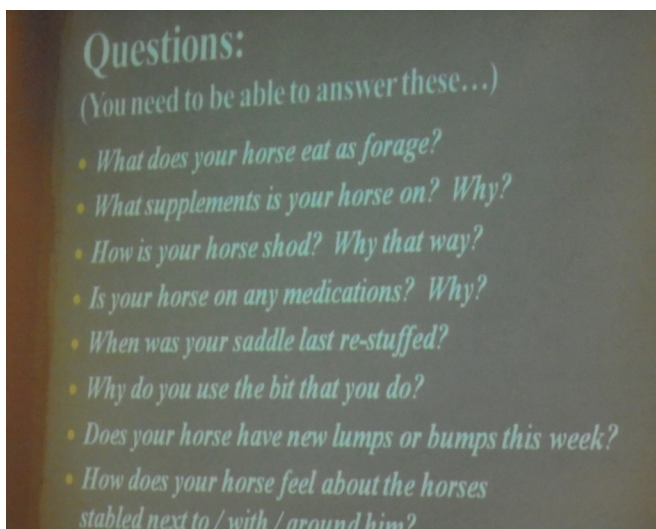 Questions:
(You need to be able to answer these...)
• What does your horse eat as forage?
• What supplements is your horse on? Why?
• How is your horse shod? Why that way?
• Is your horse on any medications? Why?
• When was your saddle last re-stuffed?
• Why do you use the bit that you do?
• Does your horse have new lumps or bumps this week?
• How does your horse feel about the horses
stabled next to / with / around him?